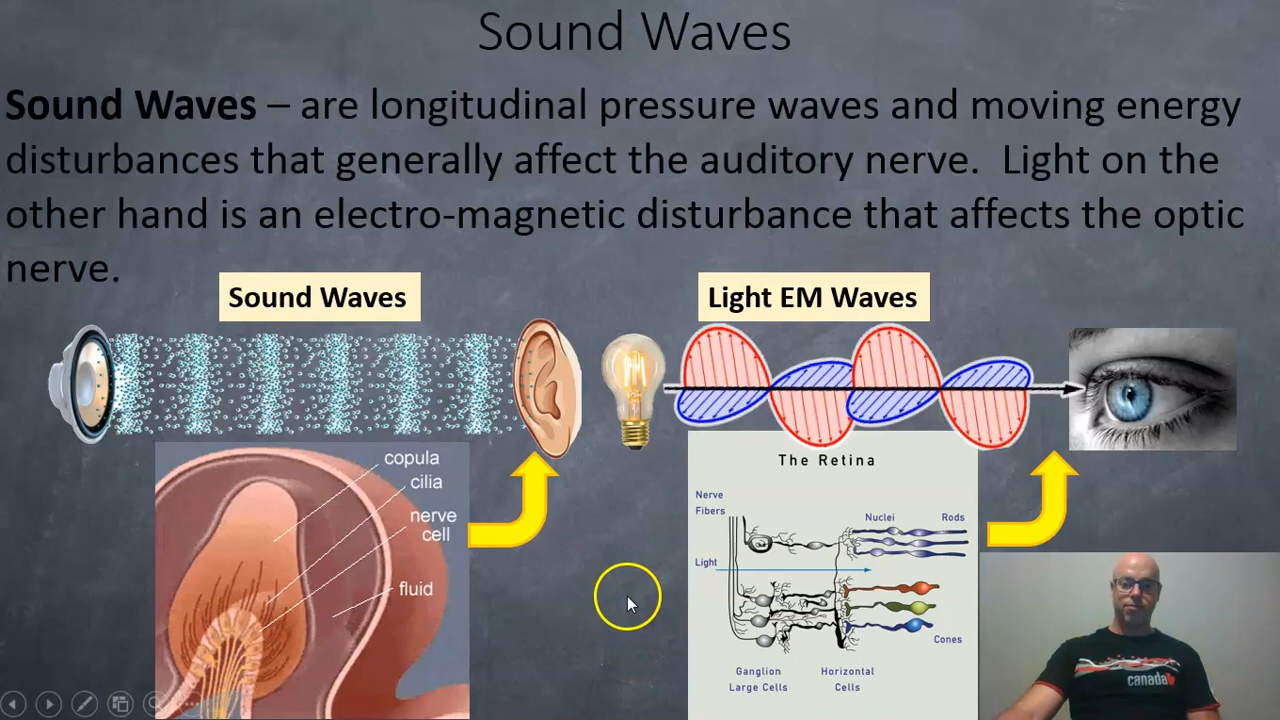 Sound Waves
Sound Waves – are longitudinal pressure waves and moving energy
disturbances that generally affect the auditory nerve.  Light on the
other hand is an electro-magnetic disturbance that affects the optic
nerve.
Sound Waves
Light EM Waves
copula
cilia
nerve
cell
fluid
The Retina
Nerve
Fibers
Nuclei
Rods
Light
Cones
Ganglion
Large Cells
Horizontal
Cells
canada